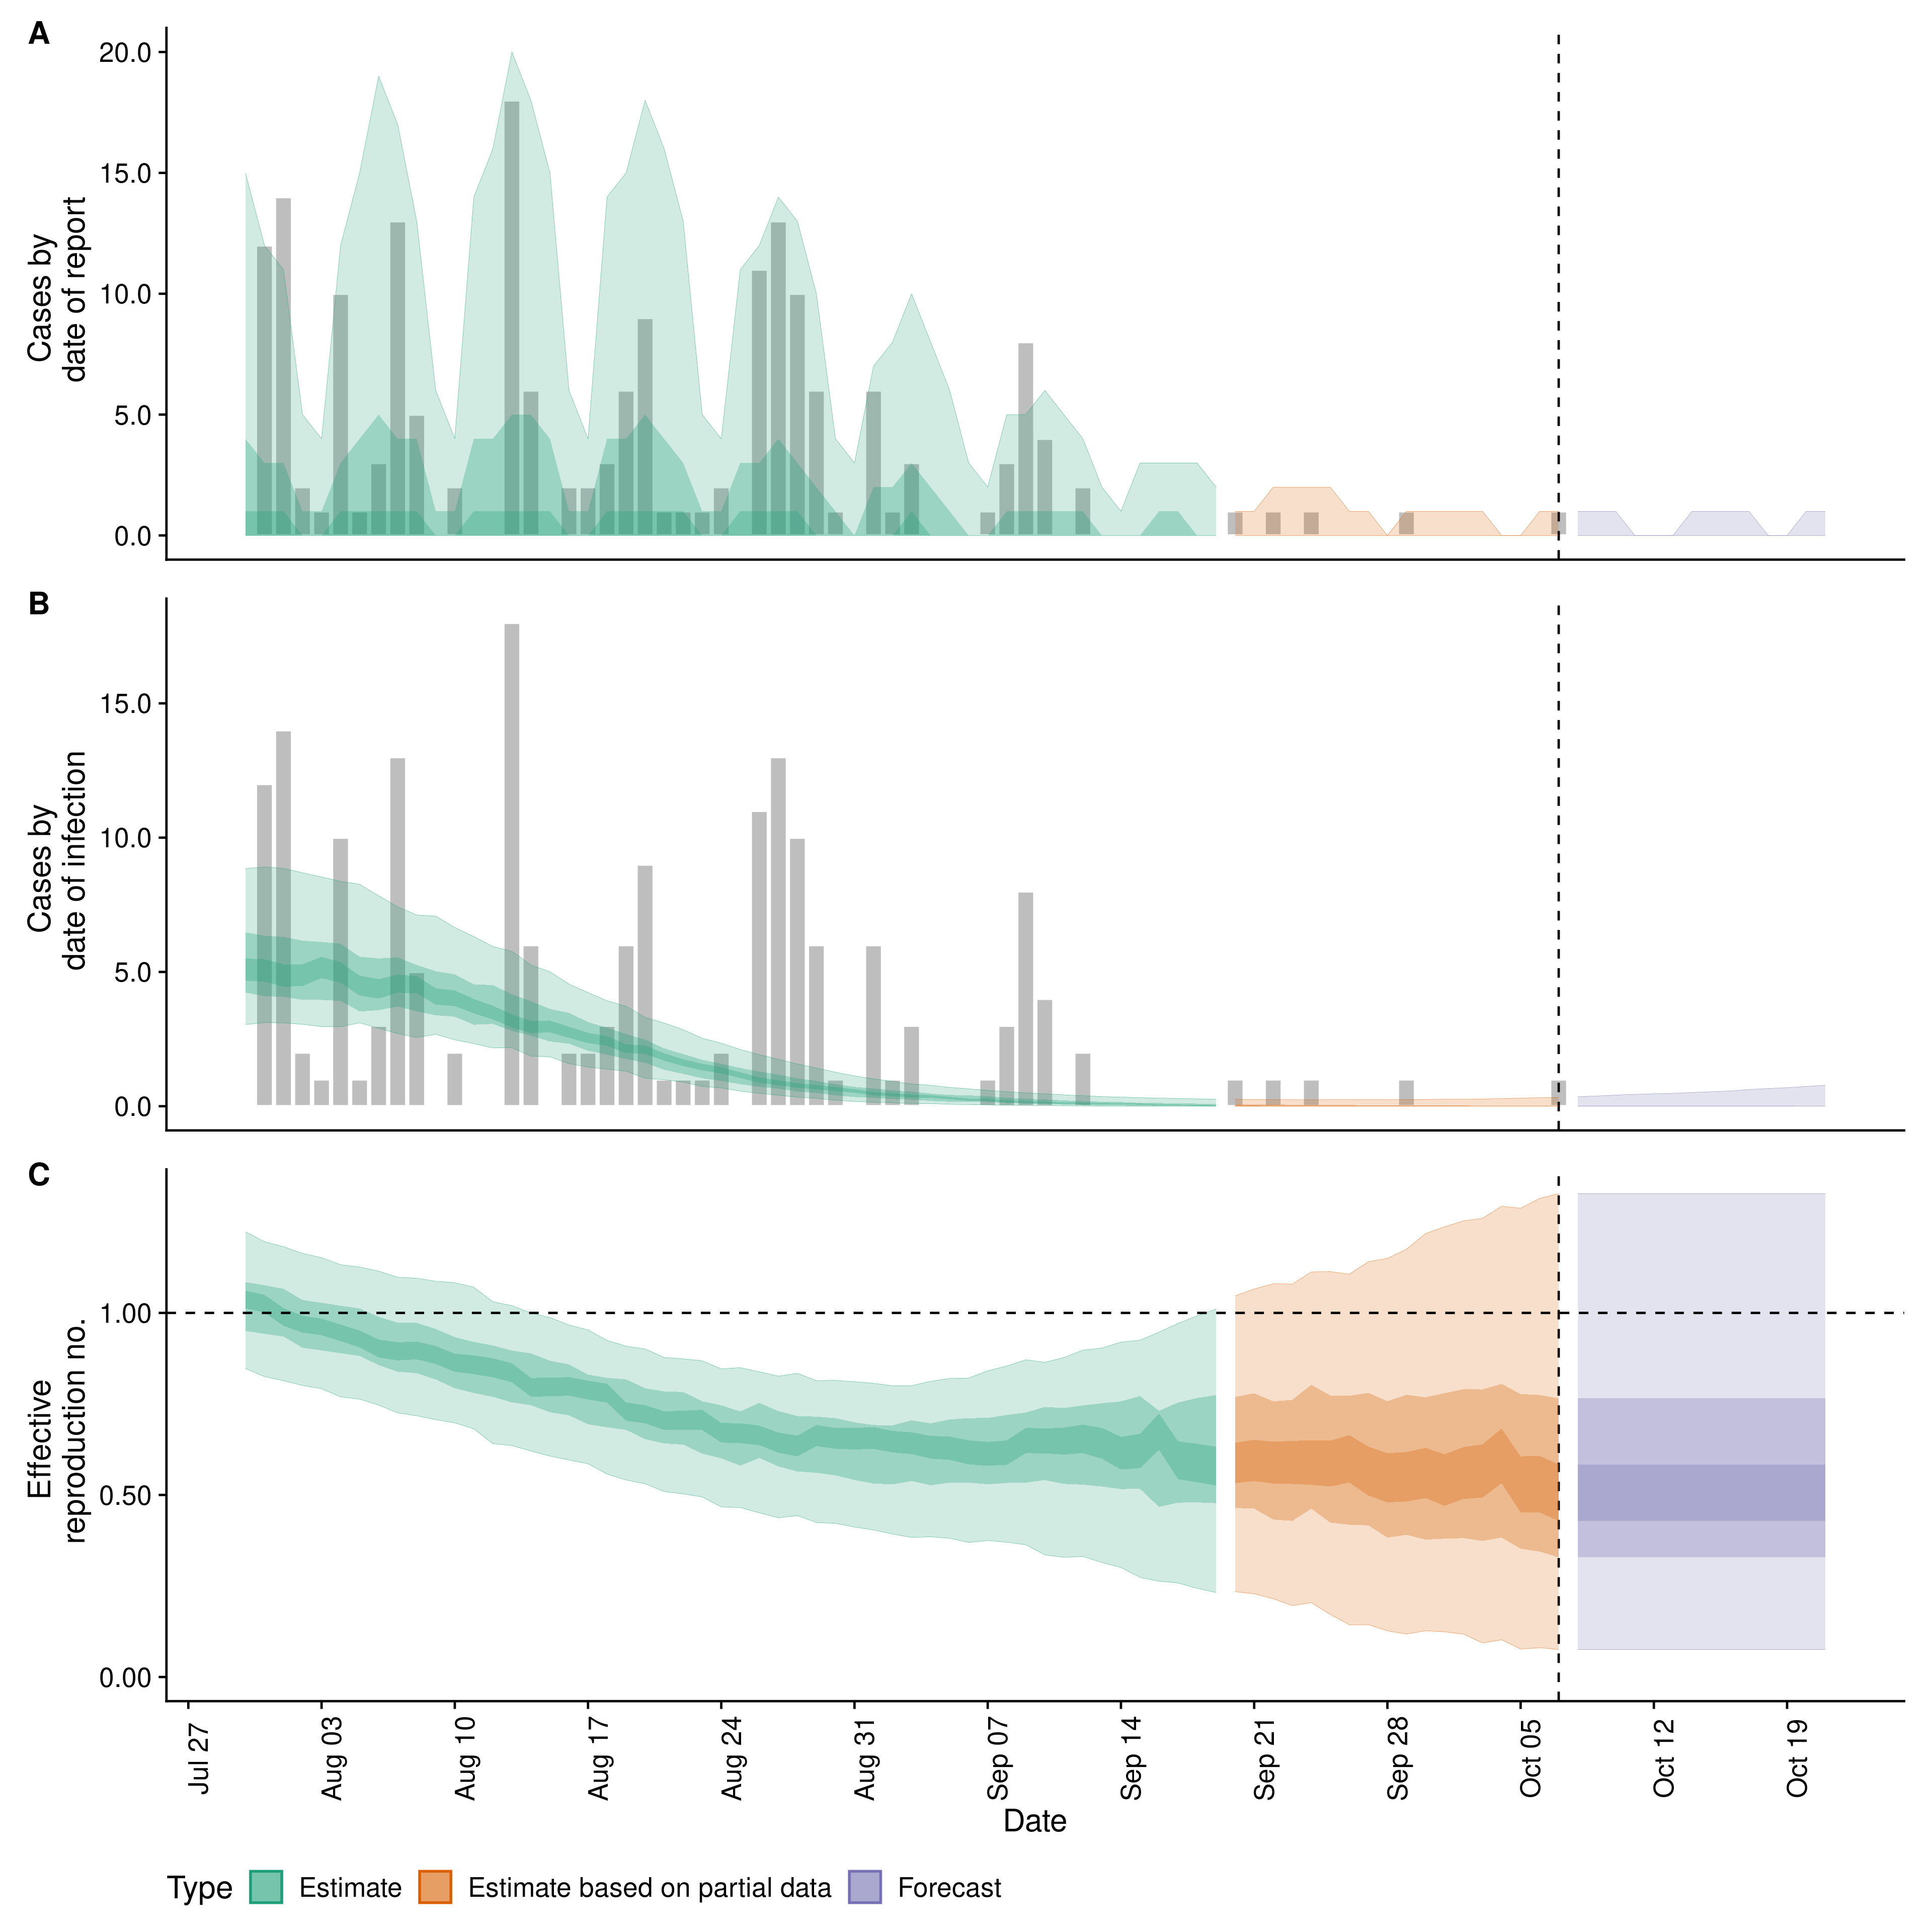 A
20.0
15.0
10.0
5.0
0.0
Cases by
date of report
B
15.0
10.0
5.0
0.0
Cases by
date of infection
C
1.00
0.50
0.00
Effective
reproduction no.
Jul 27
Aug 03
Aug 10
Aug 17
Aug 24
Aug 31
Sep 07
Sep 14
Sep 21
Sep 28
Oct 05
Oct 12
Oct 19
Date
Type Estimate Estimate based on partial data Forecast